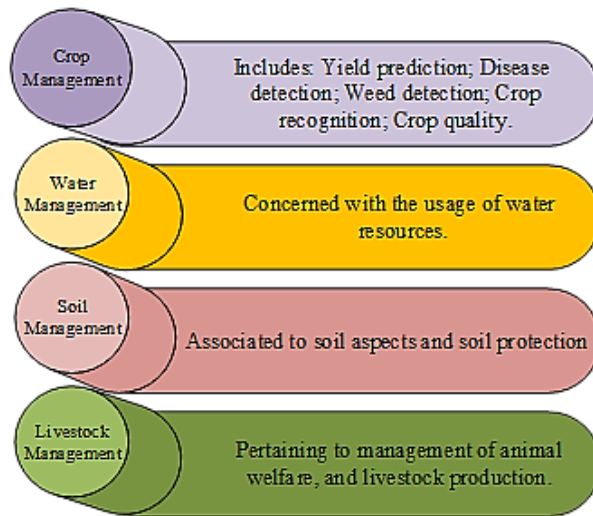 Crop
Management
Includes: Yield prediction; Disease
detection; Weed detection; Crop
recognition; Crop quality.
Water
Management
Concerned with the usage of water
resources.
Soil
Management
Associated to soil aspects and soil protection
Livestock
Management
Pertaining to management of animal
welfare, and livestock production.